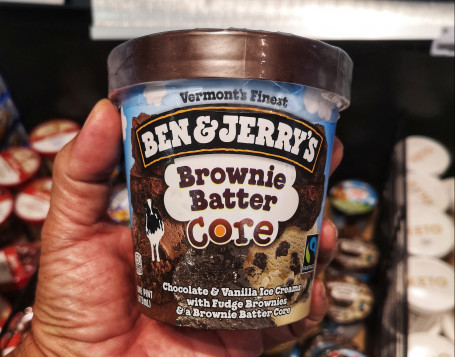 Vermont's Finest
BEN & JERRY'S
Brownie
Batter
Core
Chocolate & Vanilla Ice Creams
with Fudge Brownies
& a Brownie Batter Core